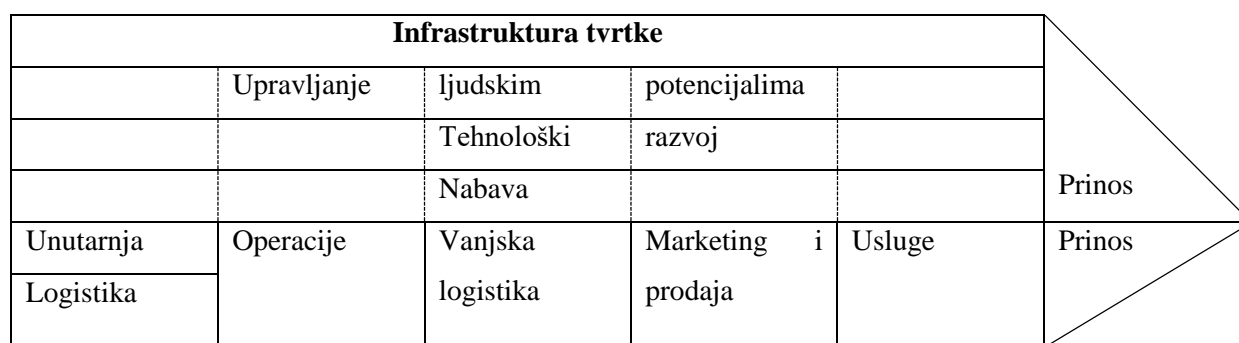 Infrastruktura tvrtke
Upravljanje ljudskim potencijalima
Tehnološki razvoj
Nabava
Prinos
Unutarnja Operacije Vanjska Marketing i Usluge Prinos
Logistika logistika prodaja